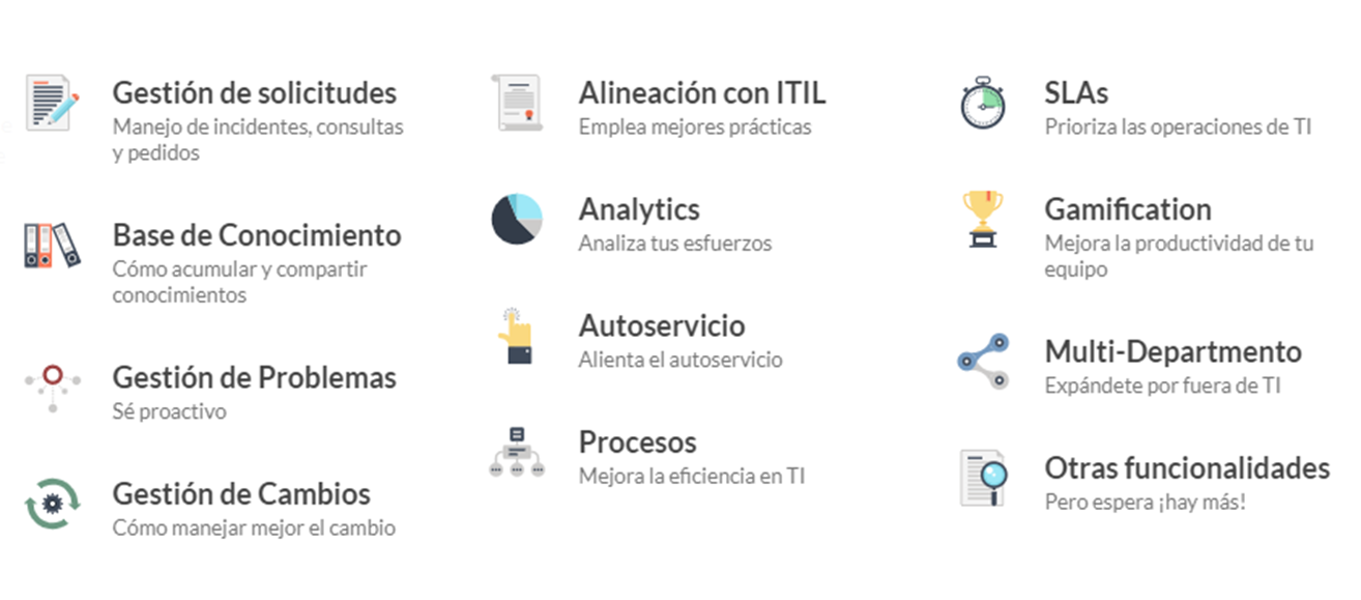 Gestión de solicitudes
Manejo de incidentes, consultas
y pedidos
Base de Conocimiento
Cómo acumular y compartir
conocimientos
Gestión de Problemas
Sé proactivo
Gestión de Cambios
Cómo manejar mejor el cambio
Alineación con ITIL
Emplea mejores prácticas
Analytics
Analiza tus esfuerzos
Autoservicio
Alienta el autoservicio
Procesos
Mejora la eficiencia en TI
SLAs
Prioriza las operaciones de TI
Gamification
Mejora la productividad de tu
equipo
Multi-Departmento
Expándete por fuera de TI
Otras funcionalidades
Pero espera ¡hay más!